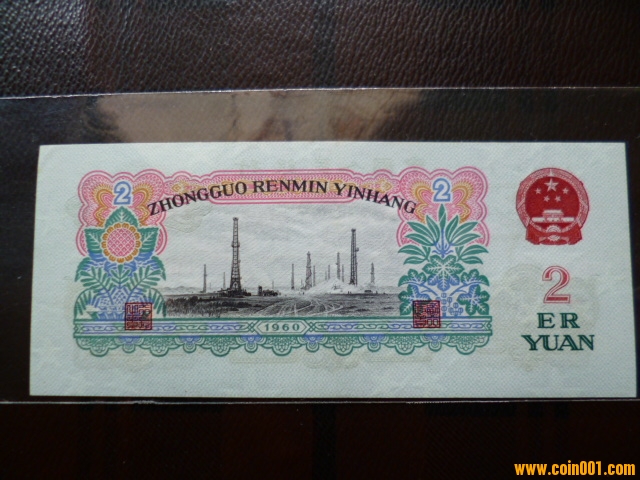 2
2
ZHONGGUO RENMIN YINHANG
1960
2
ER
YUAN
www.coin001.com